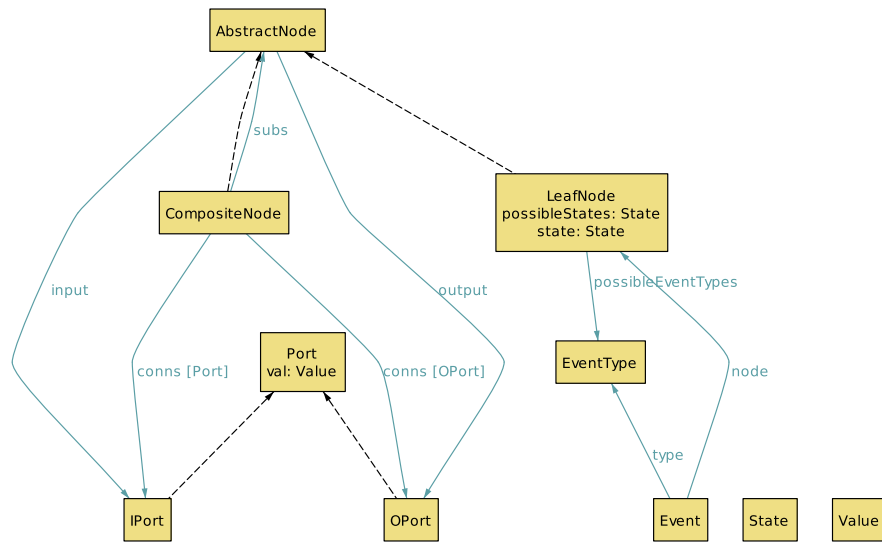 AbstractNode
subs
CompositeNode
LeafNode
possibleStates: State
state: State
input
output
possibleEventTypes
Port
val: Value
EventType
conns [Port]
conns [OPort]
node
type
IPort
OPort
Event
State
Value